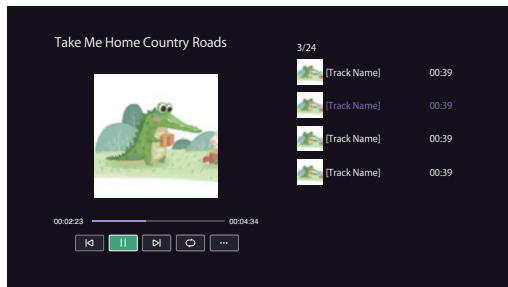 Take Me Home Country Roads
00:02:23
00:04:34
3/24
[Track Name] 00:39
[Track Name] 00:39
[Track Name] 00:39
[Track Name] 00:39